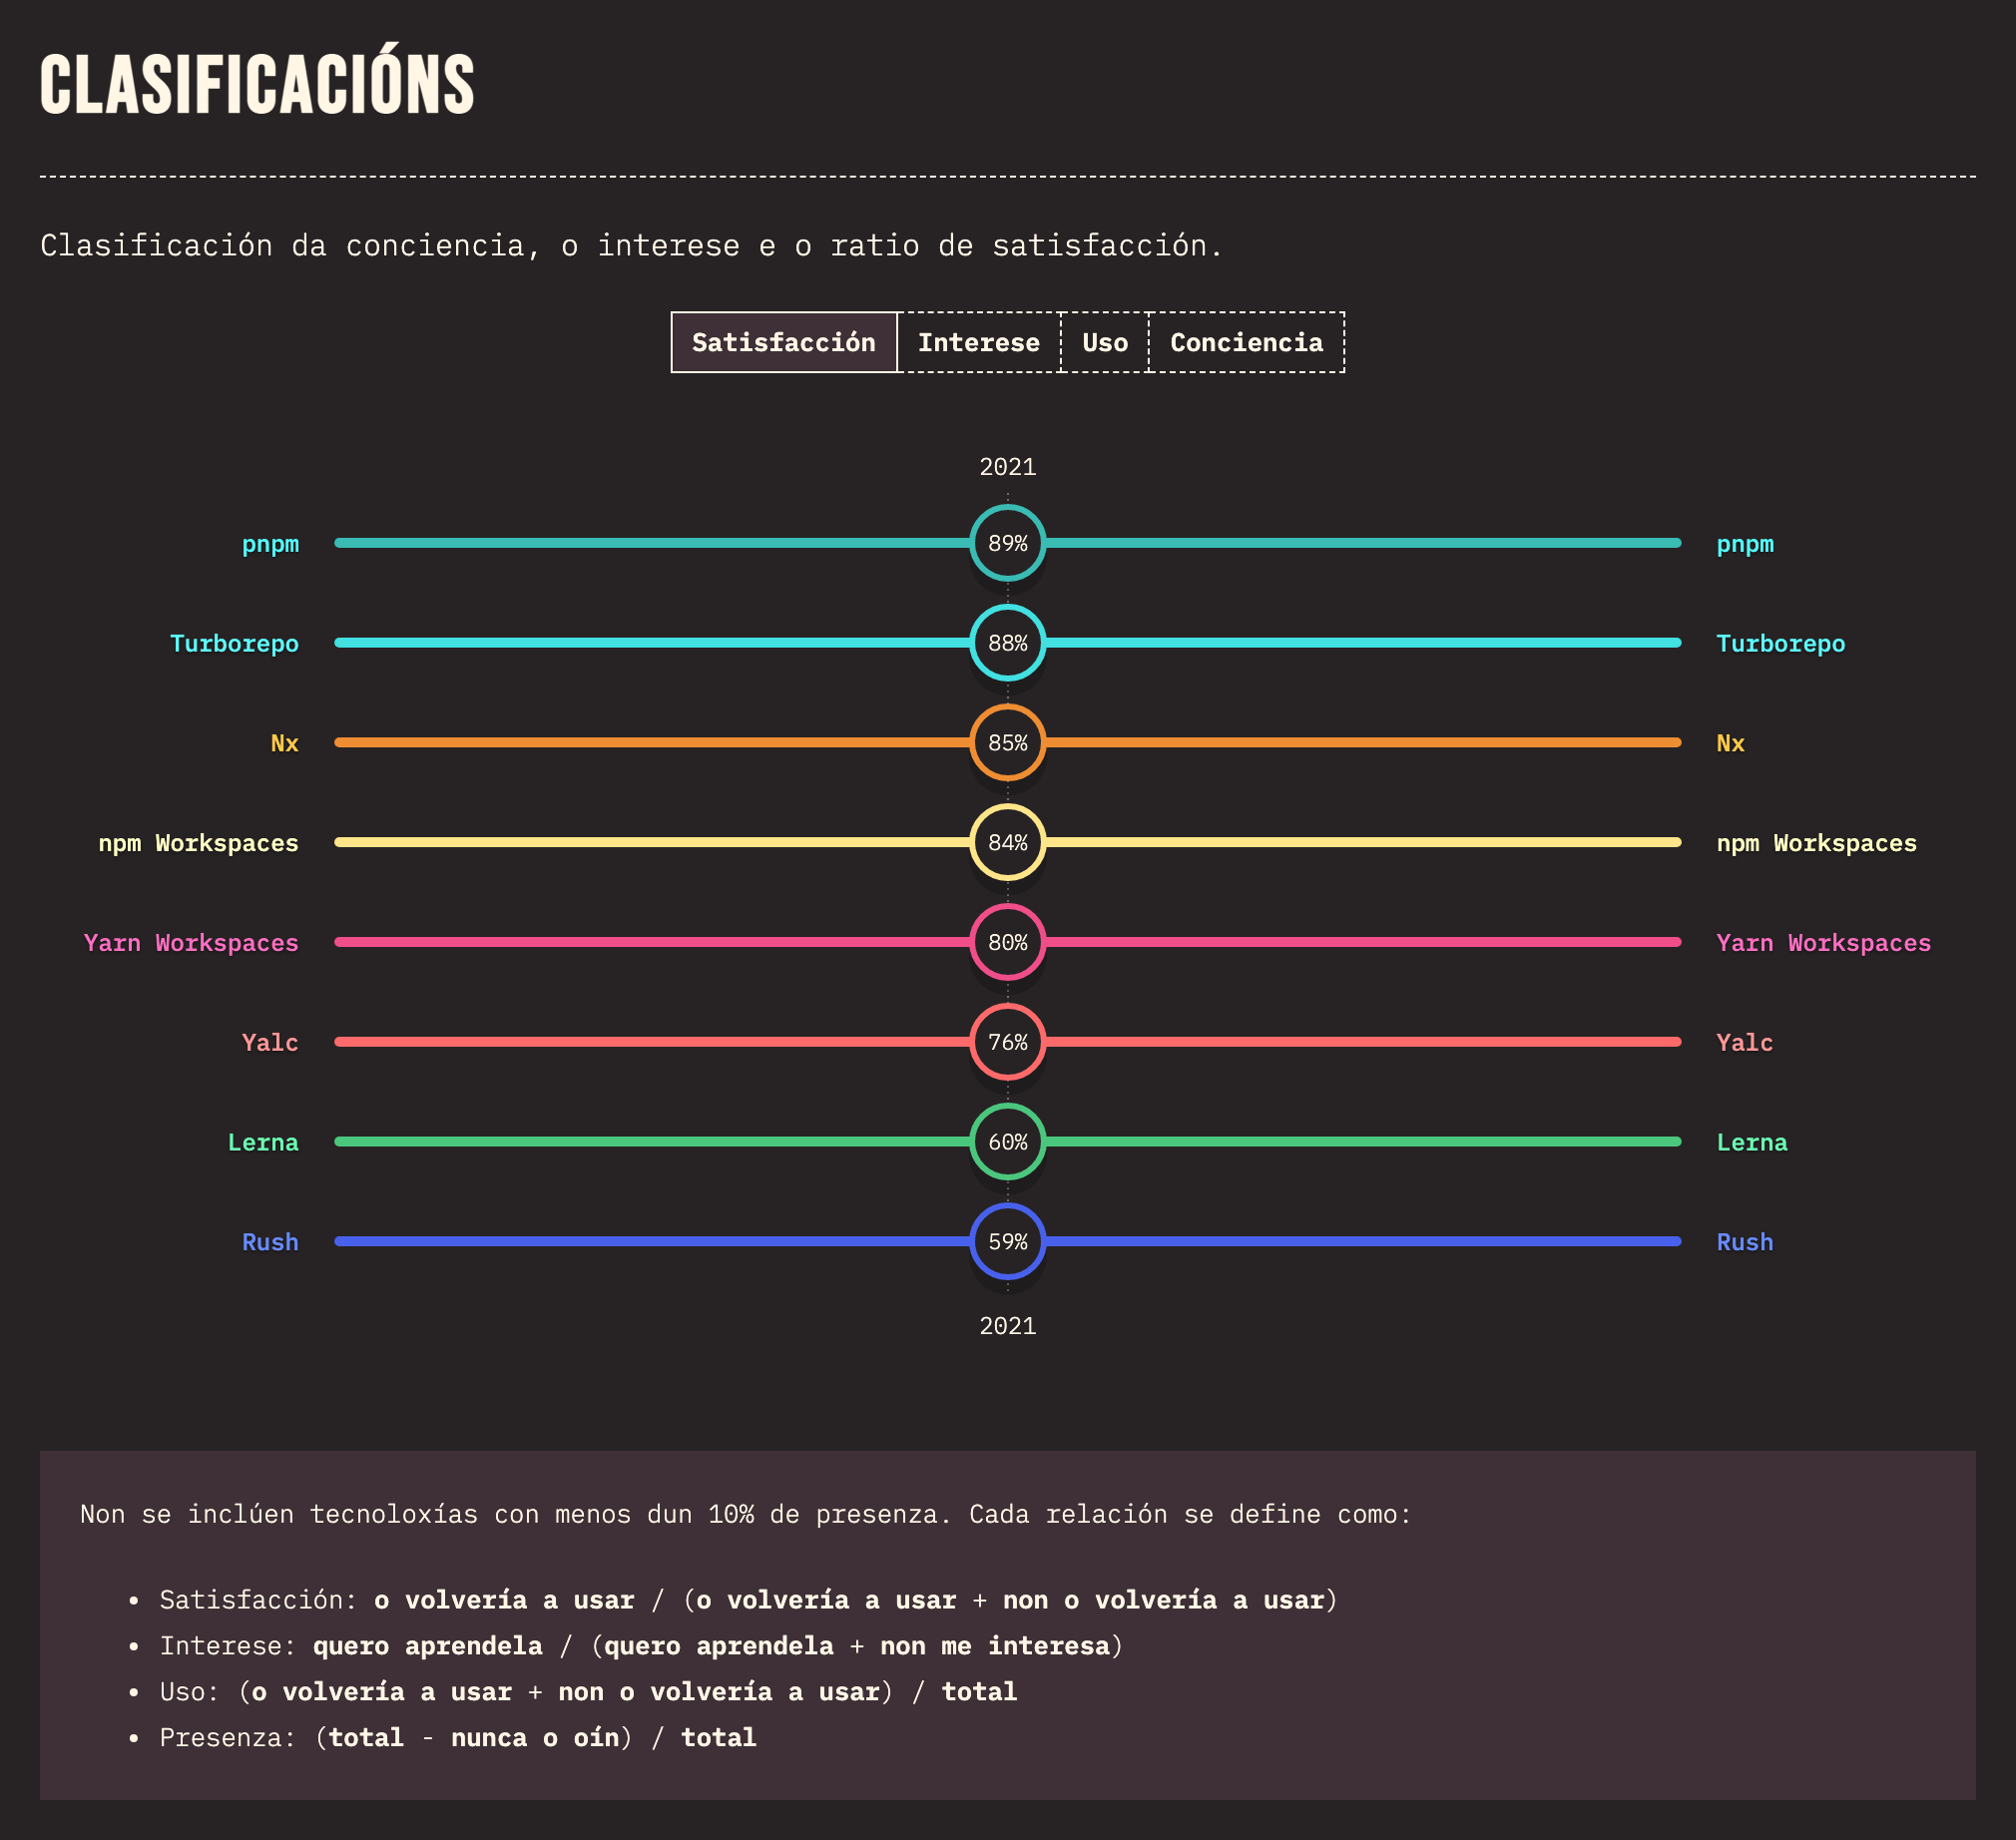 CLASIFICACIÓNS
Clasificación da conciencia, o interese e o ratio de satisfacción.
Satisfacción Interese Uso Conciencia
2021
pnpm 89% pnpm
Turborepo 88% Turborepo
Nx 85% Nx
npm Workspaces 84% npm Workspaces
Yarn Workspaces 80% Yarn Workspaces
Yalc 76% Yalc
Lerna 60% Lerna
Rush 59% Rush
2021
Non se inclúen tecnoloxías con menos dun 10% de presenza. Cada relación se define como:
• Satisfacción: o volvería a usar / (o volvería a usar + non o volvería a usar)
• Interese: quero aprendela / (quero aprendela + non me interesa)
• Uso: (o volvería a usar + non o volvería a usar) / total
• Presenza: (total - nunca o oín) / total